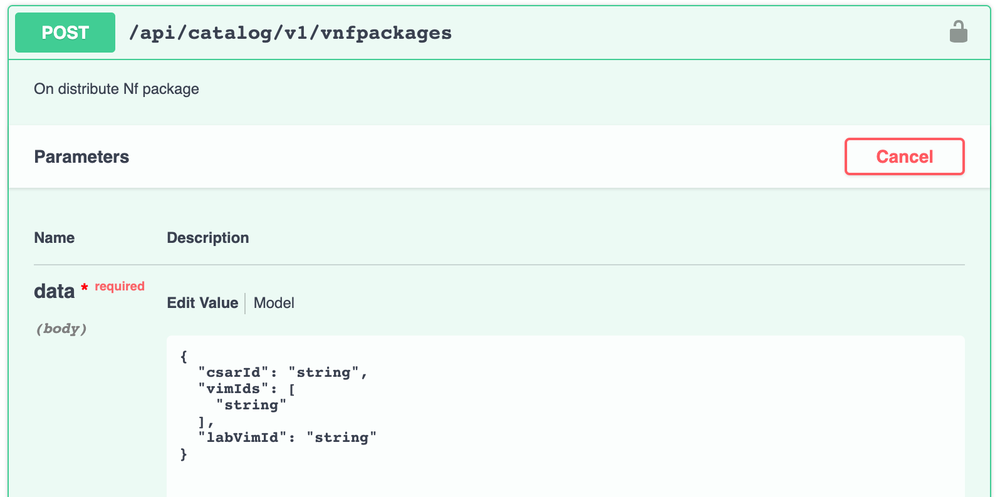 POST /api/catalog/v1/vnfpackages
On distribute Nf package
Parameters
Cancel
Name Description
data * required
Edit Value Model
(body)
{
  "csarId": "string",
  "vimIds": [
    "string"
  ],
  "labVimId": "string"
}